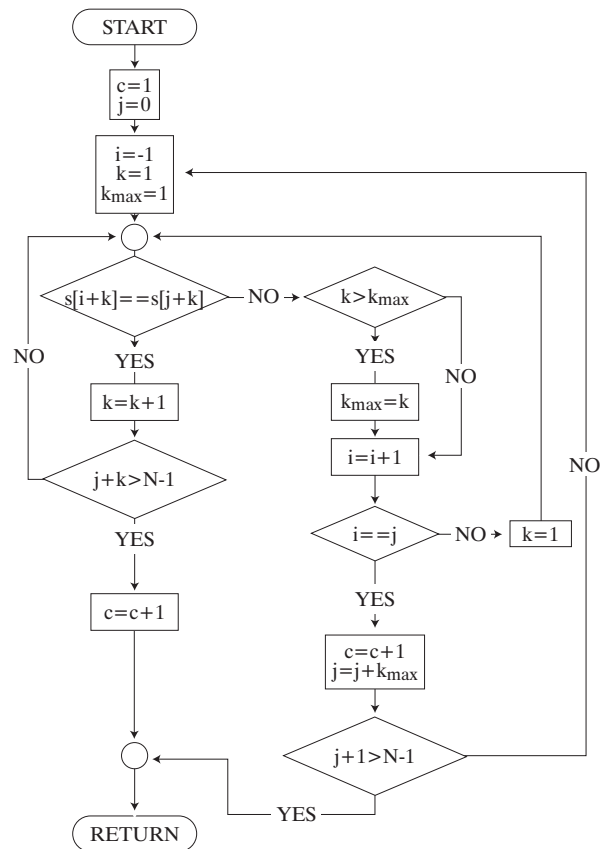 START
c=1
j=0
i=-1
k=1
kmax=1
s[i+k]==s[j+k]
NO
k>kmax
NO
YES
YES
NO
k=k+1
kmax=k
i=i+1
NO
j+k>N-1
i==j
NO
k=1
YES
YES
c=c+1
c=c+1
j=j+kmax
j+1>N-1
YES
RETURN